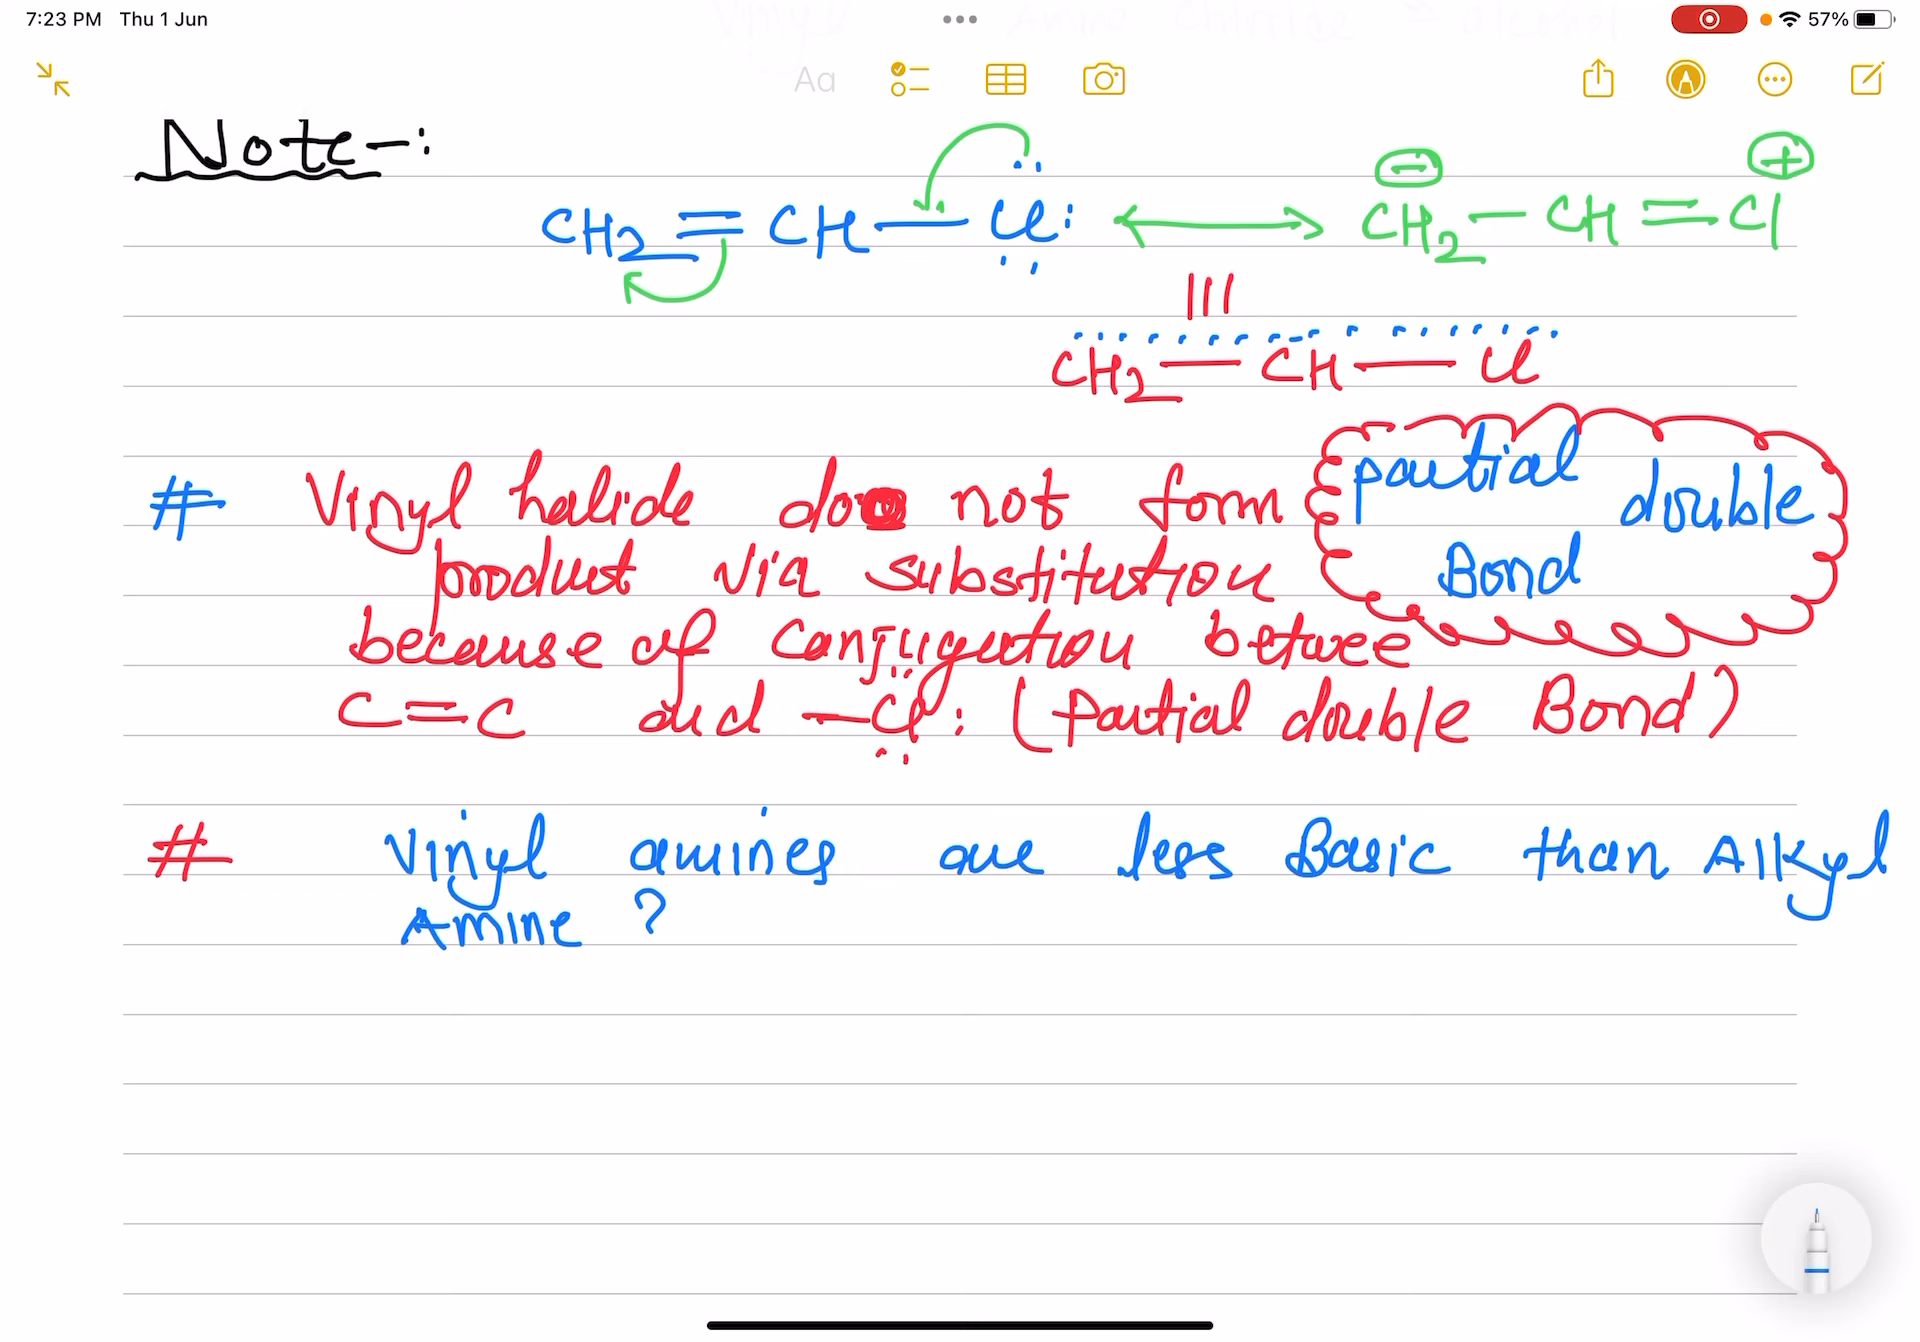 7:23 PM Thu 1 Jun
57%
Aa
Note-:
CH2 = CH — Cl: ⟷ CH2 — CH = Cl
CH2 — CH — Cl
partial double
Bond
# Vinyl halide do not form
product via substitution
because of conjugation betwee
C=C and —Cl: (Partial double Bond)
# Vinyl amines are less Basic than Alkyl
Amine ?